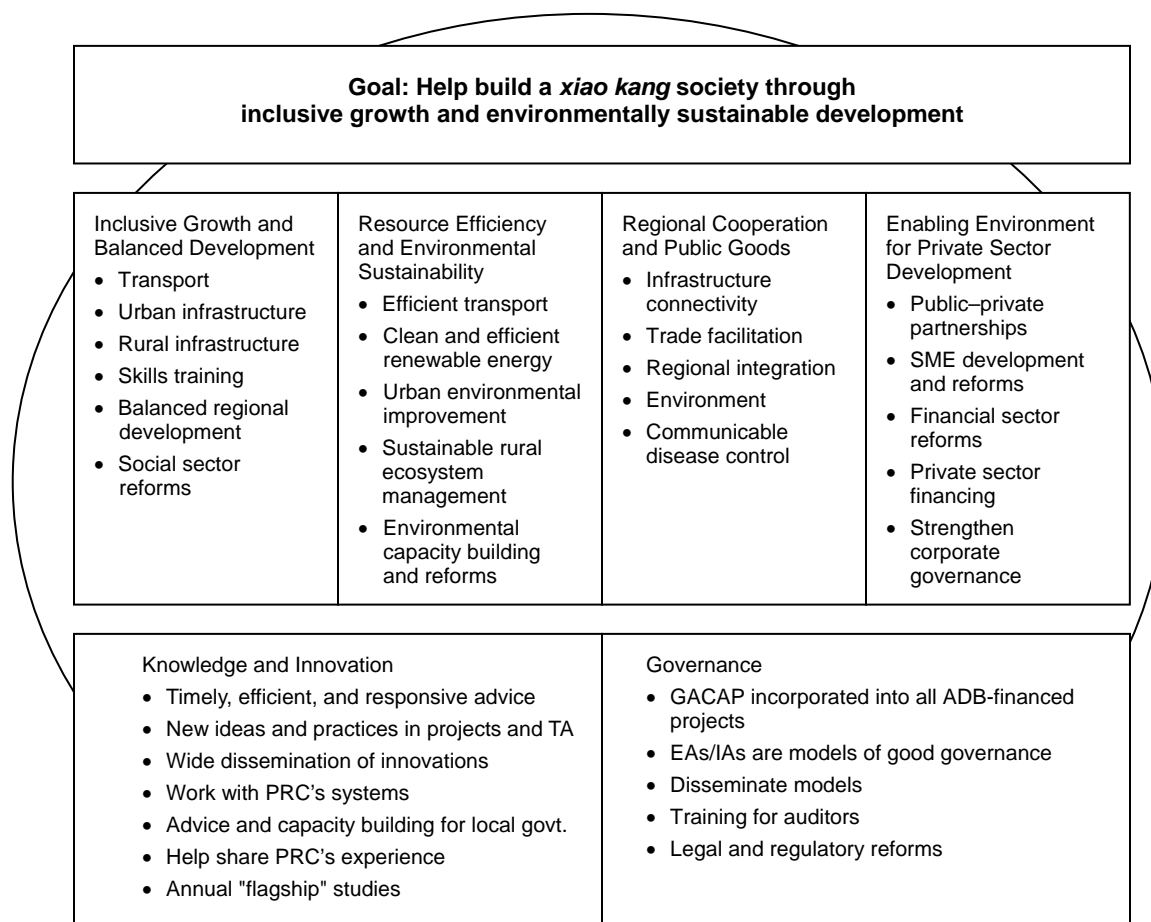 Goal: Help build a xiao kang society through
inclusive growth and environmentally sustainable development
Inclusive Growth and
Balanced Development
• Transport
• Urban infrastructure
• Rural infrastructure
• Skills training
• Balanced regional
development
• Social sector
reforms
Resource Efficiency
and Environmental
Sustainability
• Efficient transport
• Clean and efficient
renewable energy
• Urban environmental
improvement
• Sustainable rural
ecosystem
management
• Environmental
capacity building
and reforms
Regional Cooperation
and Public Goods
• Infrastructure
connectivity
• Trade facilitation
• Regional integration
• Environment
• Communicable
disease control
Enabling Environment
for Private Sector
Development
• Public–private
partnerships
• SME development
and reforms
• Financial sector
reforms
• Private sector
financing
• Strengthen
corporate
governance
Knowledge and Innovation
• Timely, efficient, and responsive advice
• New ideas and practices in projects and TA
• Wide dissemination of innovations
• Work with PRC's systems
• Advice and capacity building for local govt.
• Help share PRC's experience
• Annual "flagship" studies
Governance
• GACAP incorporated into all ADB-financed
projects
• EAs/IAs are models of good governance
• Disseminate models
• Training for auditors
• Legal and regulatory reforms